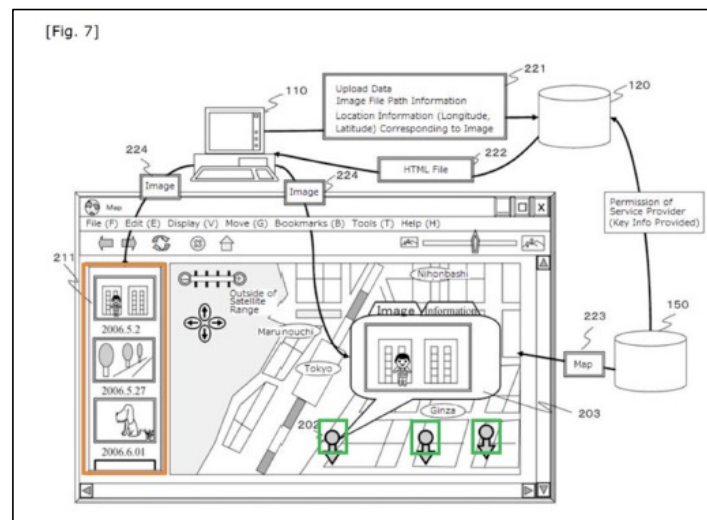 [Fig. 7]
110
221
120
Upload Data
Image File Path Information
Location Information (Longitude,
Latitude) Corresponding to Image
224
Image
224
Image
HTML File
222
Permission of
Service Provider
(Key Info Provided)
Map
X
File (F) Edit (E) Display (V) Move (G) Bookmarks (B) Tools (T) Help (H)
211
Outside of
Satellite
Range
Nihonbashi
Marunouchi
Image Information
Tokyo
223
Map
150
2006.5.2
2006.5.27
2006.6.01
Ginza
202
203